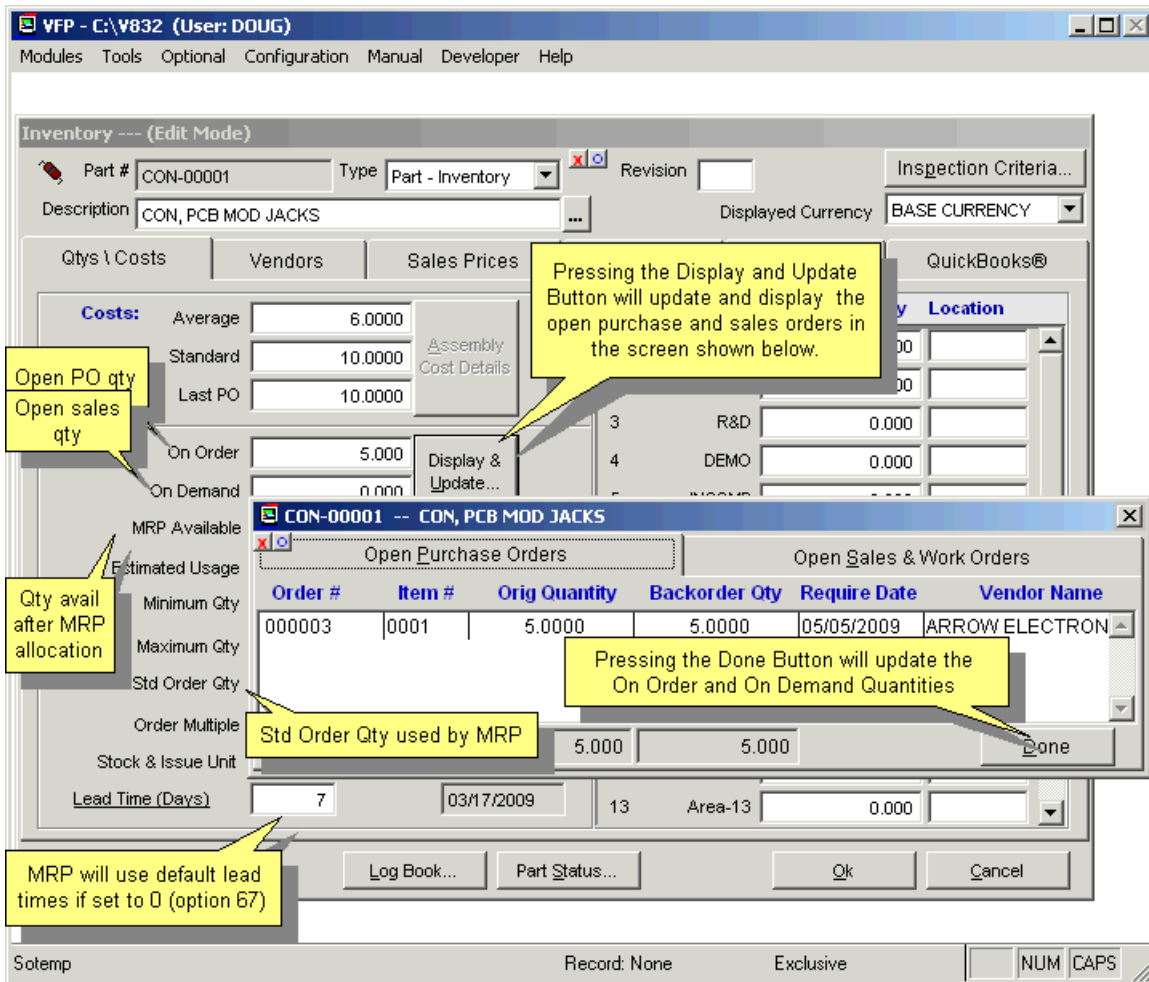 VFP - C:\V832 (User: DOUG)
Modules Tools Optional Configuration Manual Developer Help
Inventory --- (Edit Mode)
Part # CON-00001 Type Part - Inventory Revision Inspection Criteria...
Description CON, PCB MOD JACKS ... Displayed Currency BASE CURRENCY
Qtys \ Costs Vendors Sales Prices QuickBooks®
Pressing the Display and Update
Button will update and display the
open purchase and sales orders in
the screen shown below.
Costs: Average 6.0000
Standard 10.0000
Last PO 10.0000
Assembly
Cost Details
y Location
00
00
3 R&D 0.000
4 DEMO 0.000
Open PO qty
Open sales
qty
On Order 5.000
On Demand 0.000
Display &
Update...
MRP Available
Estimated Usage
Minimum Qty
Maximum Qty
Std Order Qty
Order Multiple
Stock & Issue Unit
Lead Time (Days) 7 03/17/2009
13 Area-13 0.000
Qty avail
after MRP
allocation
CON-00001 -- CON, PCB MOD JACKS
Open Purchase Orders Open Sales & Work Orders
Order # Item # Orig Quantity Backorder Qty Require Date Vendor Name
000003 0001 5.0000 5.0000 05/05/2009 ARROW ELECTRON
Pressing the Done Button will update the
On Order and On Demand Quantities
Std Order Qty used by MRP
5.000 5.000 Done
MRP will use default lead
times if set to 0 (option 67)
Log Book... Part Status... Ok Cancel
Sotemp Record: None Exclusive NUM CAPS